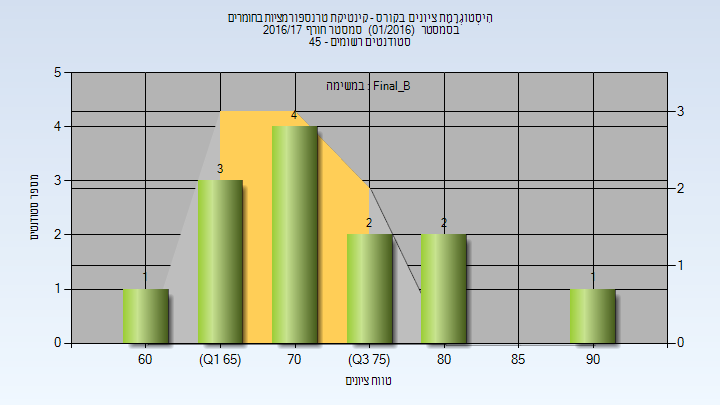 היסטוגרמת ציונים בקורס - קינטיקת טרנספורמציות בחומרים
בסמסטר (01/2016) סמסטר חורף 2016/17
סטודנטים רשומים - 45
במשימה : Final_B
מספר סטודנטים
5
4
3
2
1
0
3
2
1
0
1
3
4
2
2
1
60
(Q1 65)
70
(Q3 75)
80
85
90
טווח ציונים